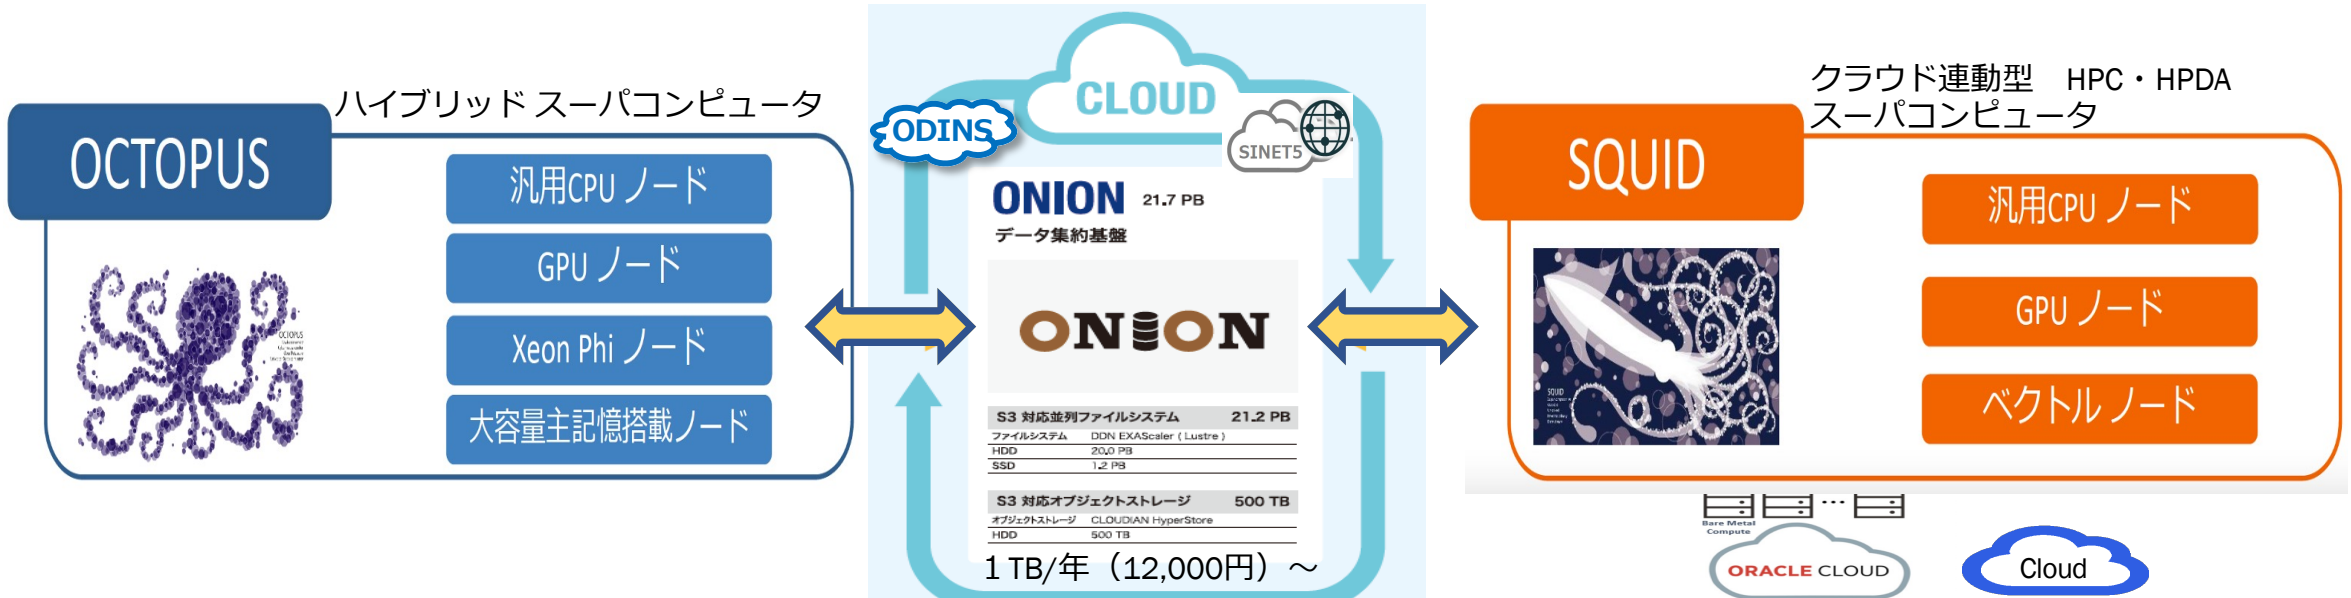 OCTOPUS
ハイブリッド スーパコンピュータ
汎用CPU ノード
GPU ノード
Xeon Phi ノード
大容量主記憶搭載ノード
OCTOPUS
CLOUD
ODINS
SINET5
ONION 21.7 PB
データ集約基盤
ONION
S3 対応並列ファイルシステム 21.2 PB
ファイルシステム DDN EXAScaler ( Lustre )
HDD 20.0 PB
SSD 1.2 PB
S3 対応オブジェクトストレージ 500 TB
オブジェクトストレージ CLOUDIAN HyperStore
HDD 500 TB
1 TB/年（12,000円）～
SQUID
クラウド連動型　HPC・HPDA
スーパコンピュータ
汎用CPU ノード
GPU ノード
ベクトル ノード
SQUID
…
Bare Metal
Compute
ORACLE CLOUD
Cloud